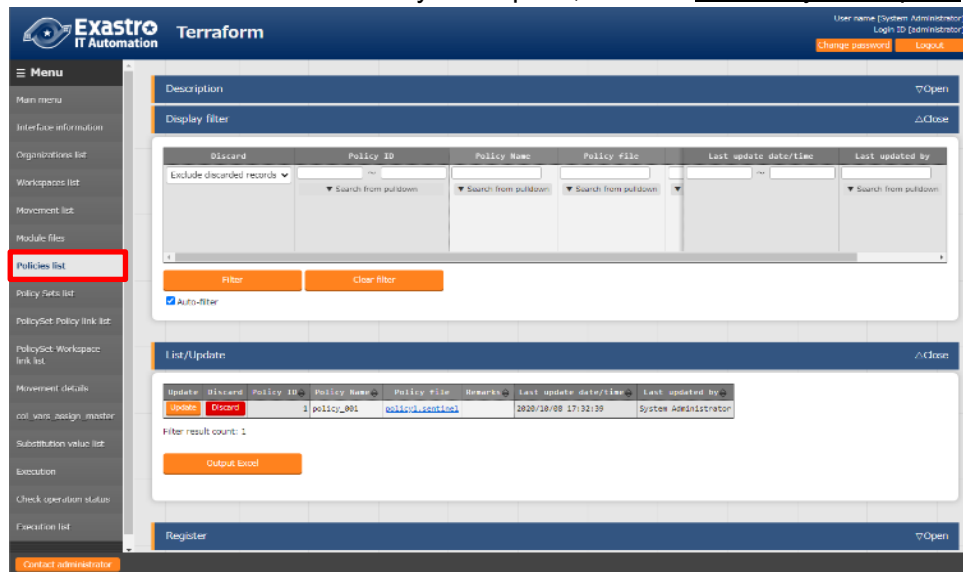 Exastro
IT Automation
Terraform
User name [System Administrator]
Login ID [administrator]
Change password
Logout
Menu
Main menu
Interface information
Organizations list
Workspaces list
Movement list
Module files
Policies list
Policy Sets list
PolicySet-Policy link list
PolicySet-Workspace
link list
Movement details
col_vars_assign_master
Substitution value list
Execution
Check operation status
Execution list
Contact administrator
Description ▽Open
Display filter △Close
Discard Policy ID Policy Name Policy file Last update date/time Last updated by
Exclude discarded records ~ ~
▼ Search from pulldown ▼ Search from pulldown ▼ Search from pulldown ▼ ▼ Search from pulldown
Filter Clear filter
Auto-filter
List/Update △Close
Update Discard Policy ID Policy Name Policy file Remarks Last update date/time Last updated by
Update Discard 1 policy_001 policy1.sentinel 2020/10/08 17:32:39 System Administrator
Filter result count: 1
Output Excel
Register ▽Open